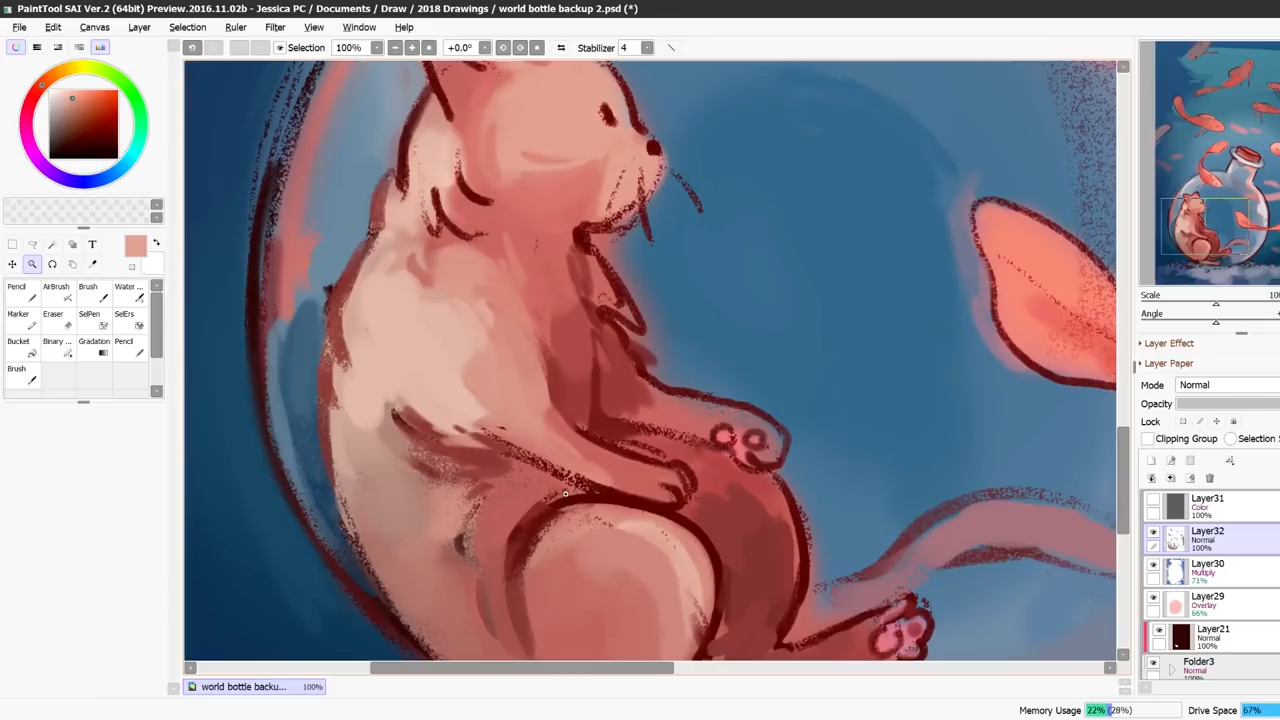 PaintTool SAI Ver.2 (64bit) Preview.2016.11.02b - Jessica PC / Documents / Draw / 2018 Drawings / world bottle backup 2.psd (*)
File Edit Canvas Layer Selection Ruler Filter View Window Help
Selection 100% +0.0° Stabilizer 4
T
Pencil AirBrush Brush Water ...
Marker Eraser SelPen SelErs
Bucket Binary ... Gradation Pencil
Brush
Scale 10
Angle +
Layer Effect
Layer Paper
Mode Normal
Opacity
Lock
Clipping Group Selection
Layer31
Color
100%
Layer32
Normal
100%
Layer30
Multiply
71%
Layer29
Overlay
66%
Layer21
Normal
100%
Folder3
Normal
world bottle backu... 100%
Memory Usage 22% (28%) Drive Space 67%